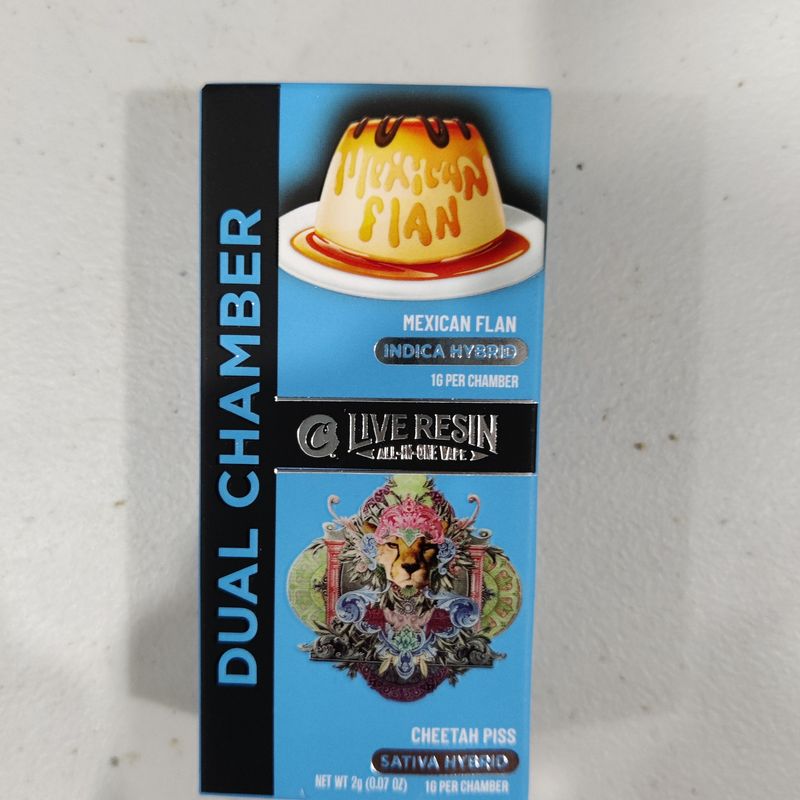 DUAL CHAMBER
MEXICAN
FLAN
MEXICAN FLAN
INDICA HYBRID
1G PER CHAMBER
C
LIVE RESIN
ALL-IN-ONE VAPE
CHEETAH PISS
SATIVA HYBRID
NET WT 2g (0.07 OZ) 1G PER CHAMBER